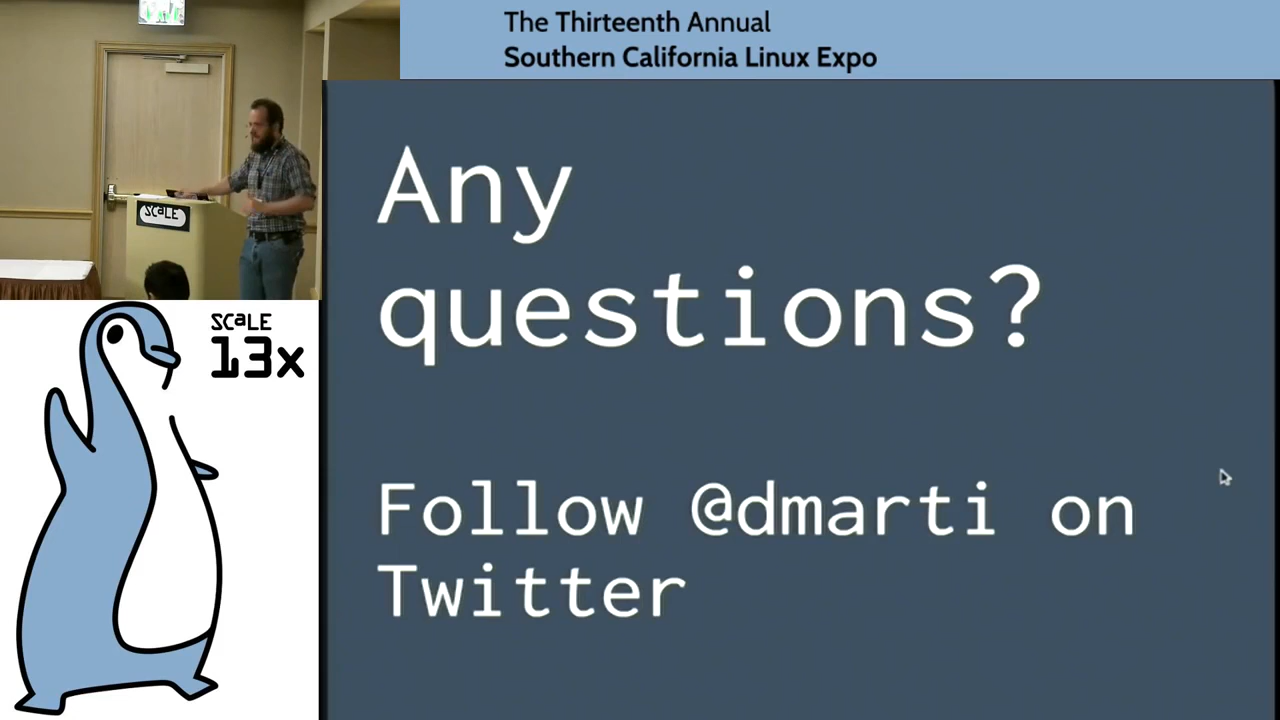 The Thirteenth Annual
Southern California Linux Expo
SCaLE
SCaLE
13x
Any
questions?
Follow @dmarti on
Twitter